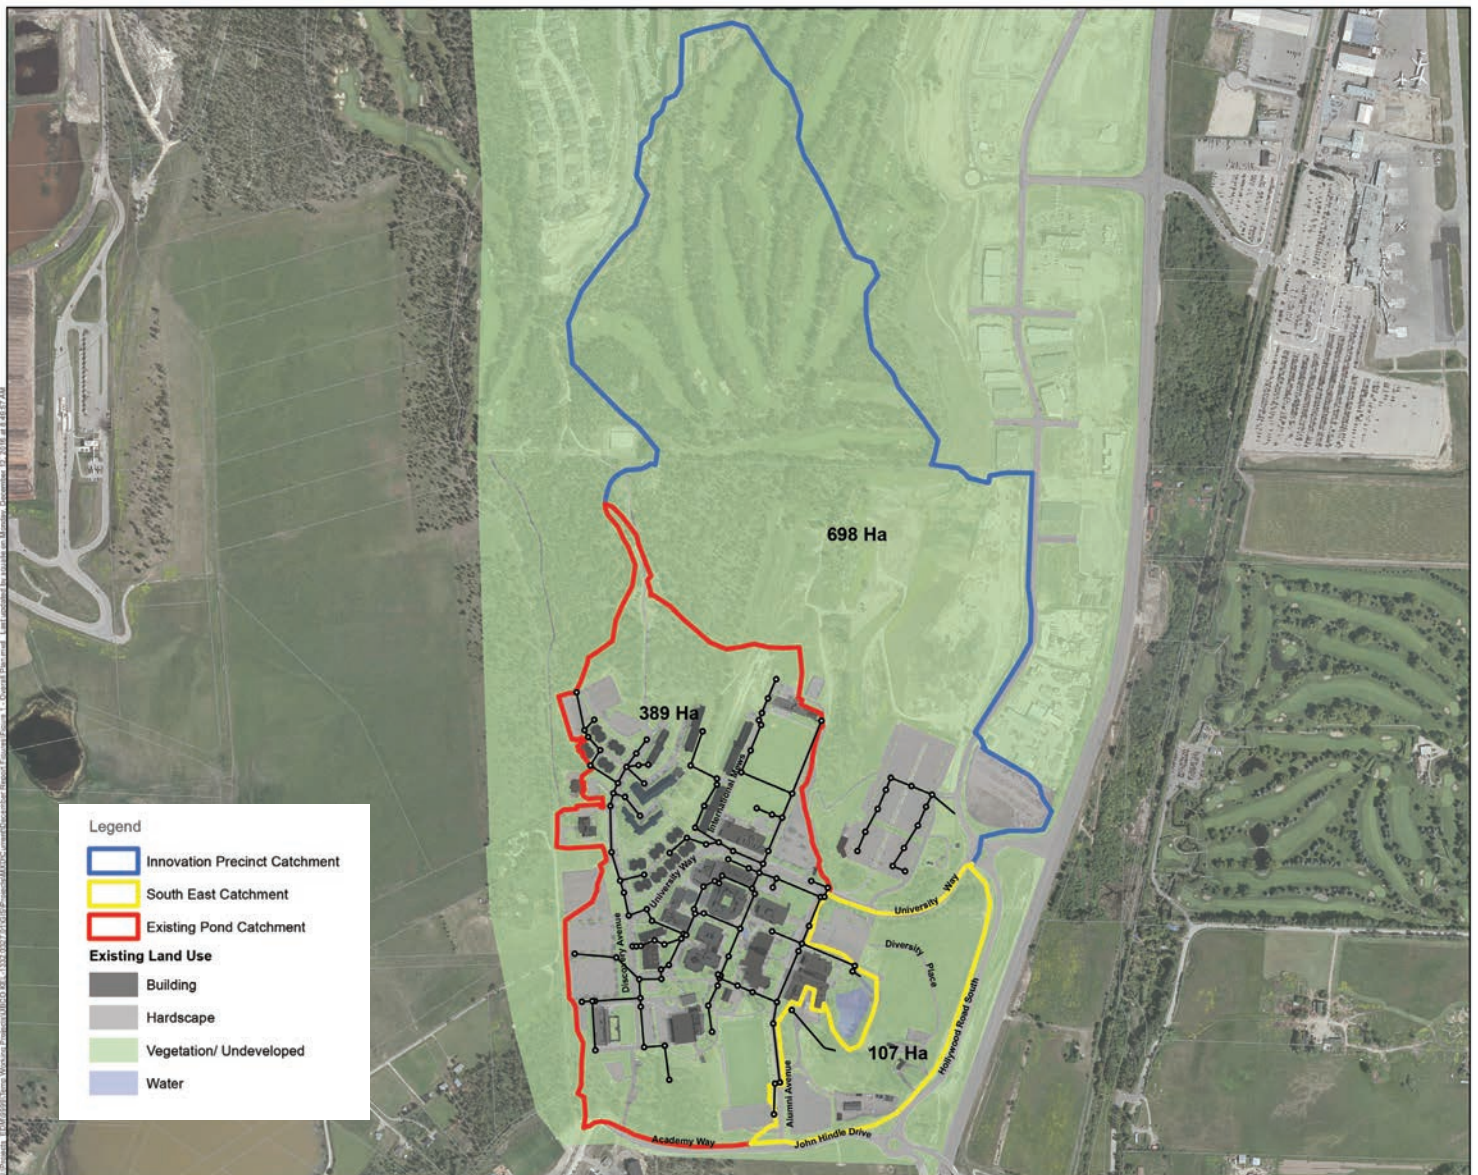 698 Ha
389 Ha
International Mews
University Way
University Way
Discovery Avenue
Diversity Place
Hollywood Road South
107 Ha
Alumni Avenue
Academy Way
John Hindle Drive
Legend
Innovation Precinct Catchment
South East Catchment
Existing Pond Catchment
Existing Land Use
Building
Hardscape
Vegetation/ Undeveloped
Water